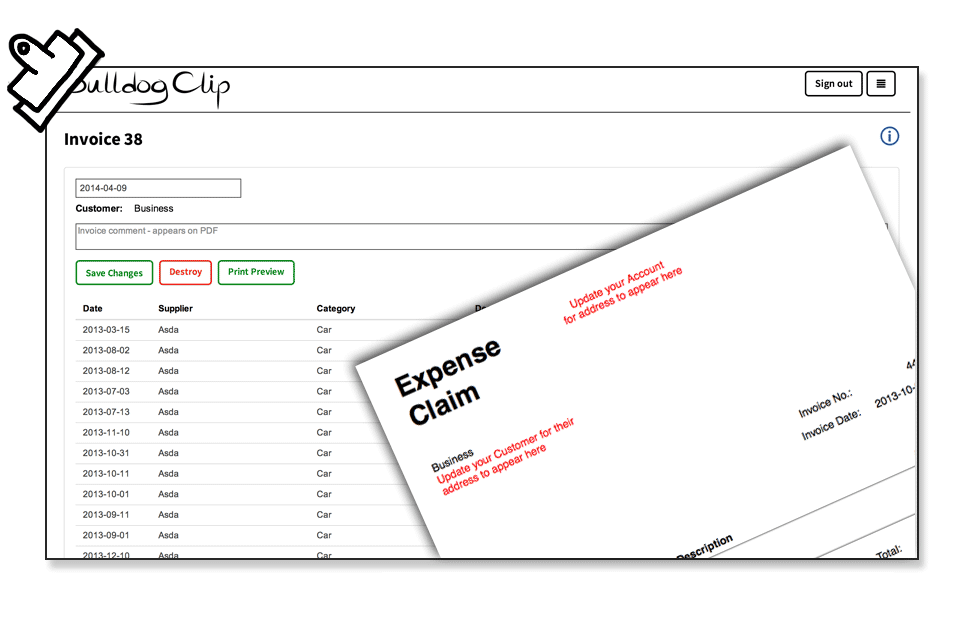 Bulldog Clip
Sign out
Invoice 38
2014-04-09
Customer: Business
Invoice comment - appears on PDF
Save Changes Destroy Print Preview
Date Supplier Category
2013-03-15 Asda Car
2013-08-02 Asda Car
2013-08-12 Asda Car
2013-07-03 Asda Car
2013-07-13 Asda Car
2013-11-10 Asda Car
2013-10-31 Asda Car
2013-10-11 Asda Car
2013-10-01 Asda Car
2013-09-11 Asda Car
2013-09-01 Asda Car
2013-12-10 Asda Car
Update your Account
for address to appear here
Expense
Claim
Invoice No.: 44
Invoice Date: 2013-10-
Business
Update your Customer for their
address to appear here
Description
Total: